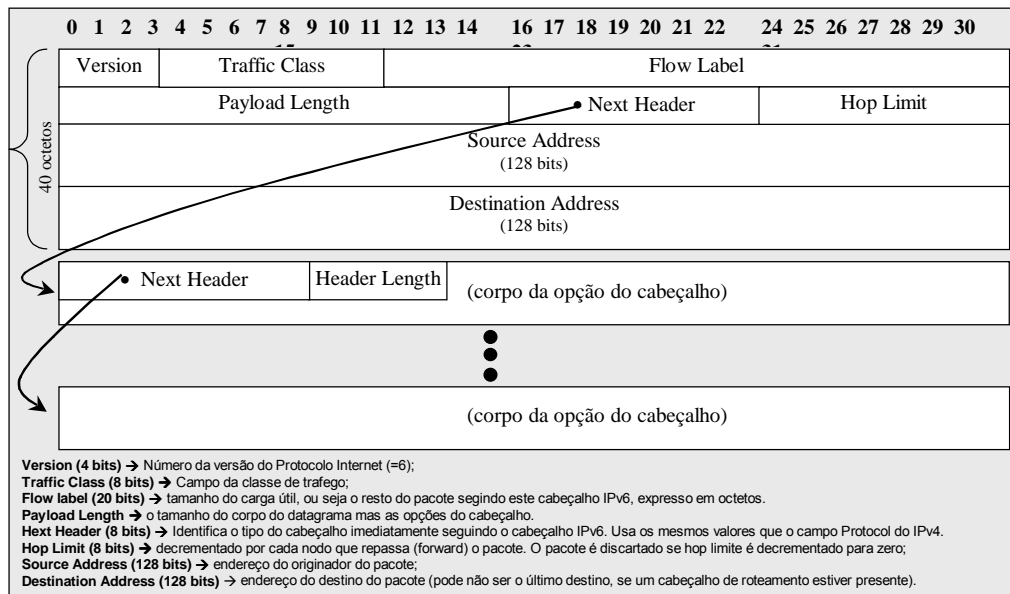 0 1 2 3 4 5 6 7 8 9 10 11 12 13 14 16 17 18 19 20 21 22 24 25 26 27 28 29 30
15 23 31
Version Traffic Class Flow Label
Payload Length Next Header Hop Limit
Source Address
(128 bits)
Destination Address
(128 bits)
40 octetos
Next Header Header Length (corpo da opção do cabeçalho)
(corpo da opção do cabeçalho)
Version (4 bits) → Número da versão do Protocolo Internet (=6);
Traffic Class (8 bits) → Campo da classe de trafego;
Flow label (20 bits) → tamanho do carga útil, ou seja o resto do pacote segindo este cabeçalho IPv6, expresso em octetos.
Payload Length → o tamanho do corpo do datagrama mas as opções do cabeçalho.
Hext Header (8 bits) → Identifica o tipo do cabeçalho imediatamente seguindo o cabeçalho IPv6. Usa os mesmos valores que o campo Protocol do IPv4.
Hop Limit (8 bits) → decrementado por cada nodo que repassa (forward) o pacote. O pacote é discartado se hop limite é decrementado para zero;
Source Address (128 bits) → endereço do originador do pacote;
Destination Address (128 bits) → endereço do destino do pacote (pode não ser o último destino, se um cabeçalho de roteamento estiver presente).